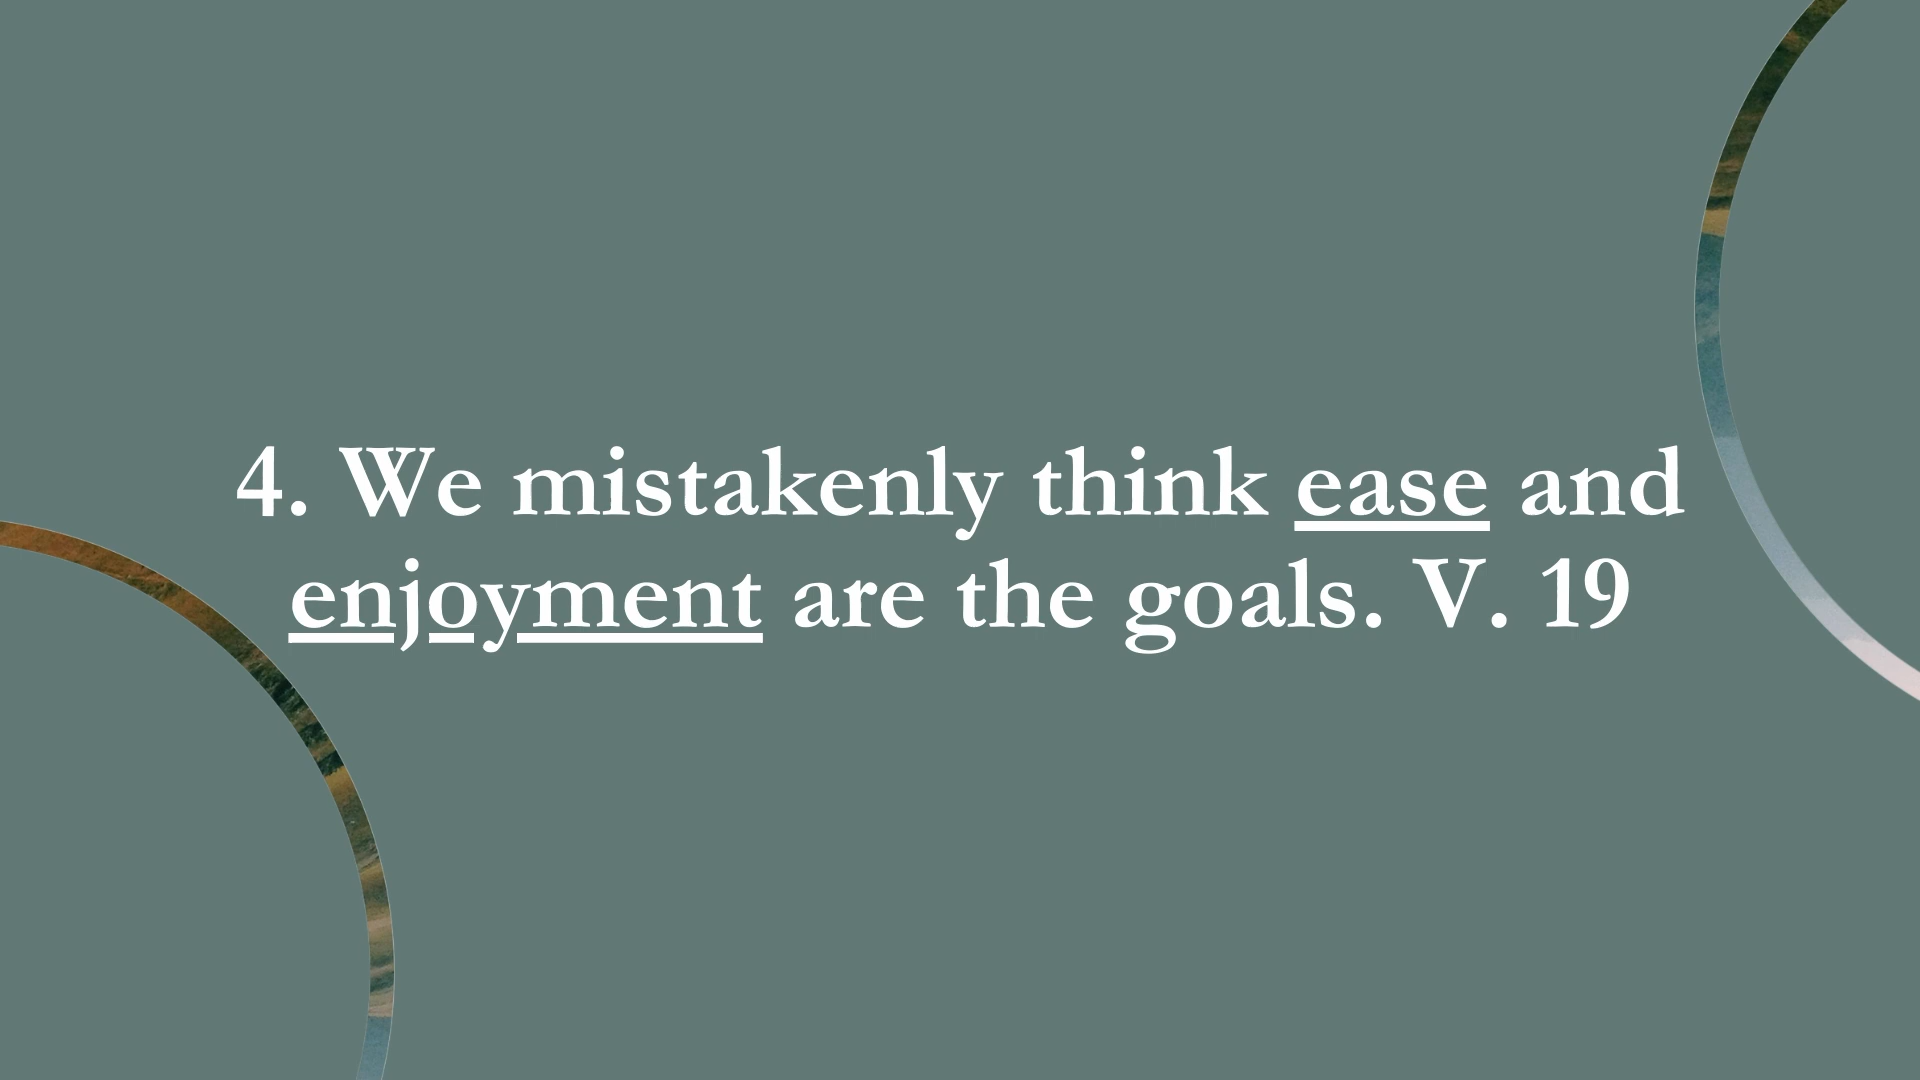 4. We mistakenly think ease and
enjoyment are the goals. V. 19